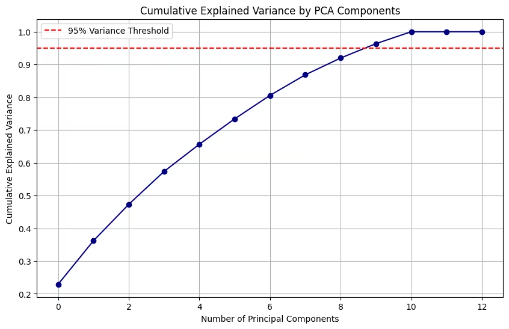 Cumulative Explained Variance by PCA Components
95% Variance Threshold
1.0
0.9
0.8
0.7
0.6
0.5
0.4
0.3
0.2
Cumulative Explained Variance
0 2 4 6 8 10 12
Number of Principal Components